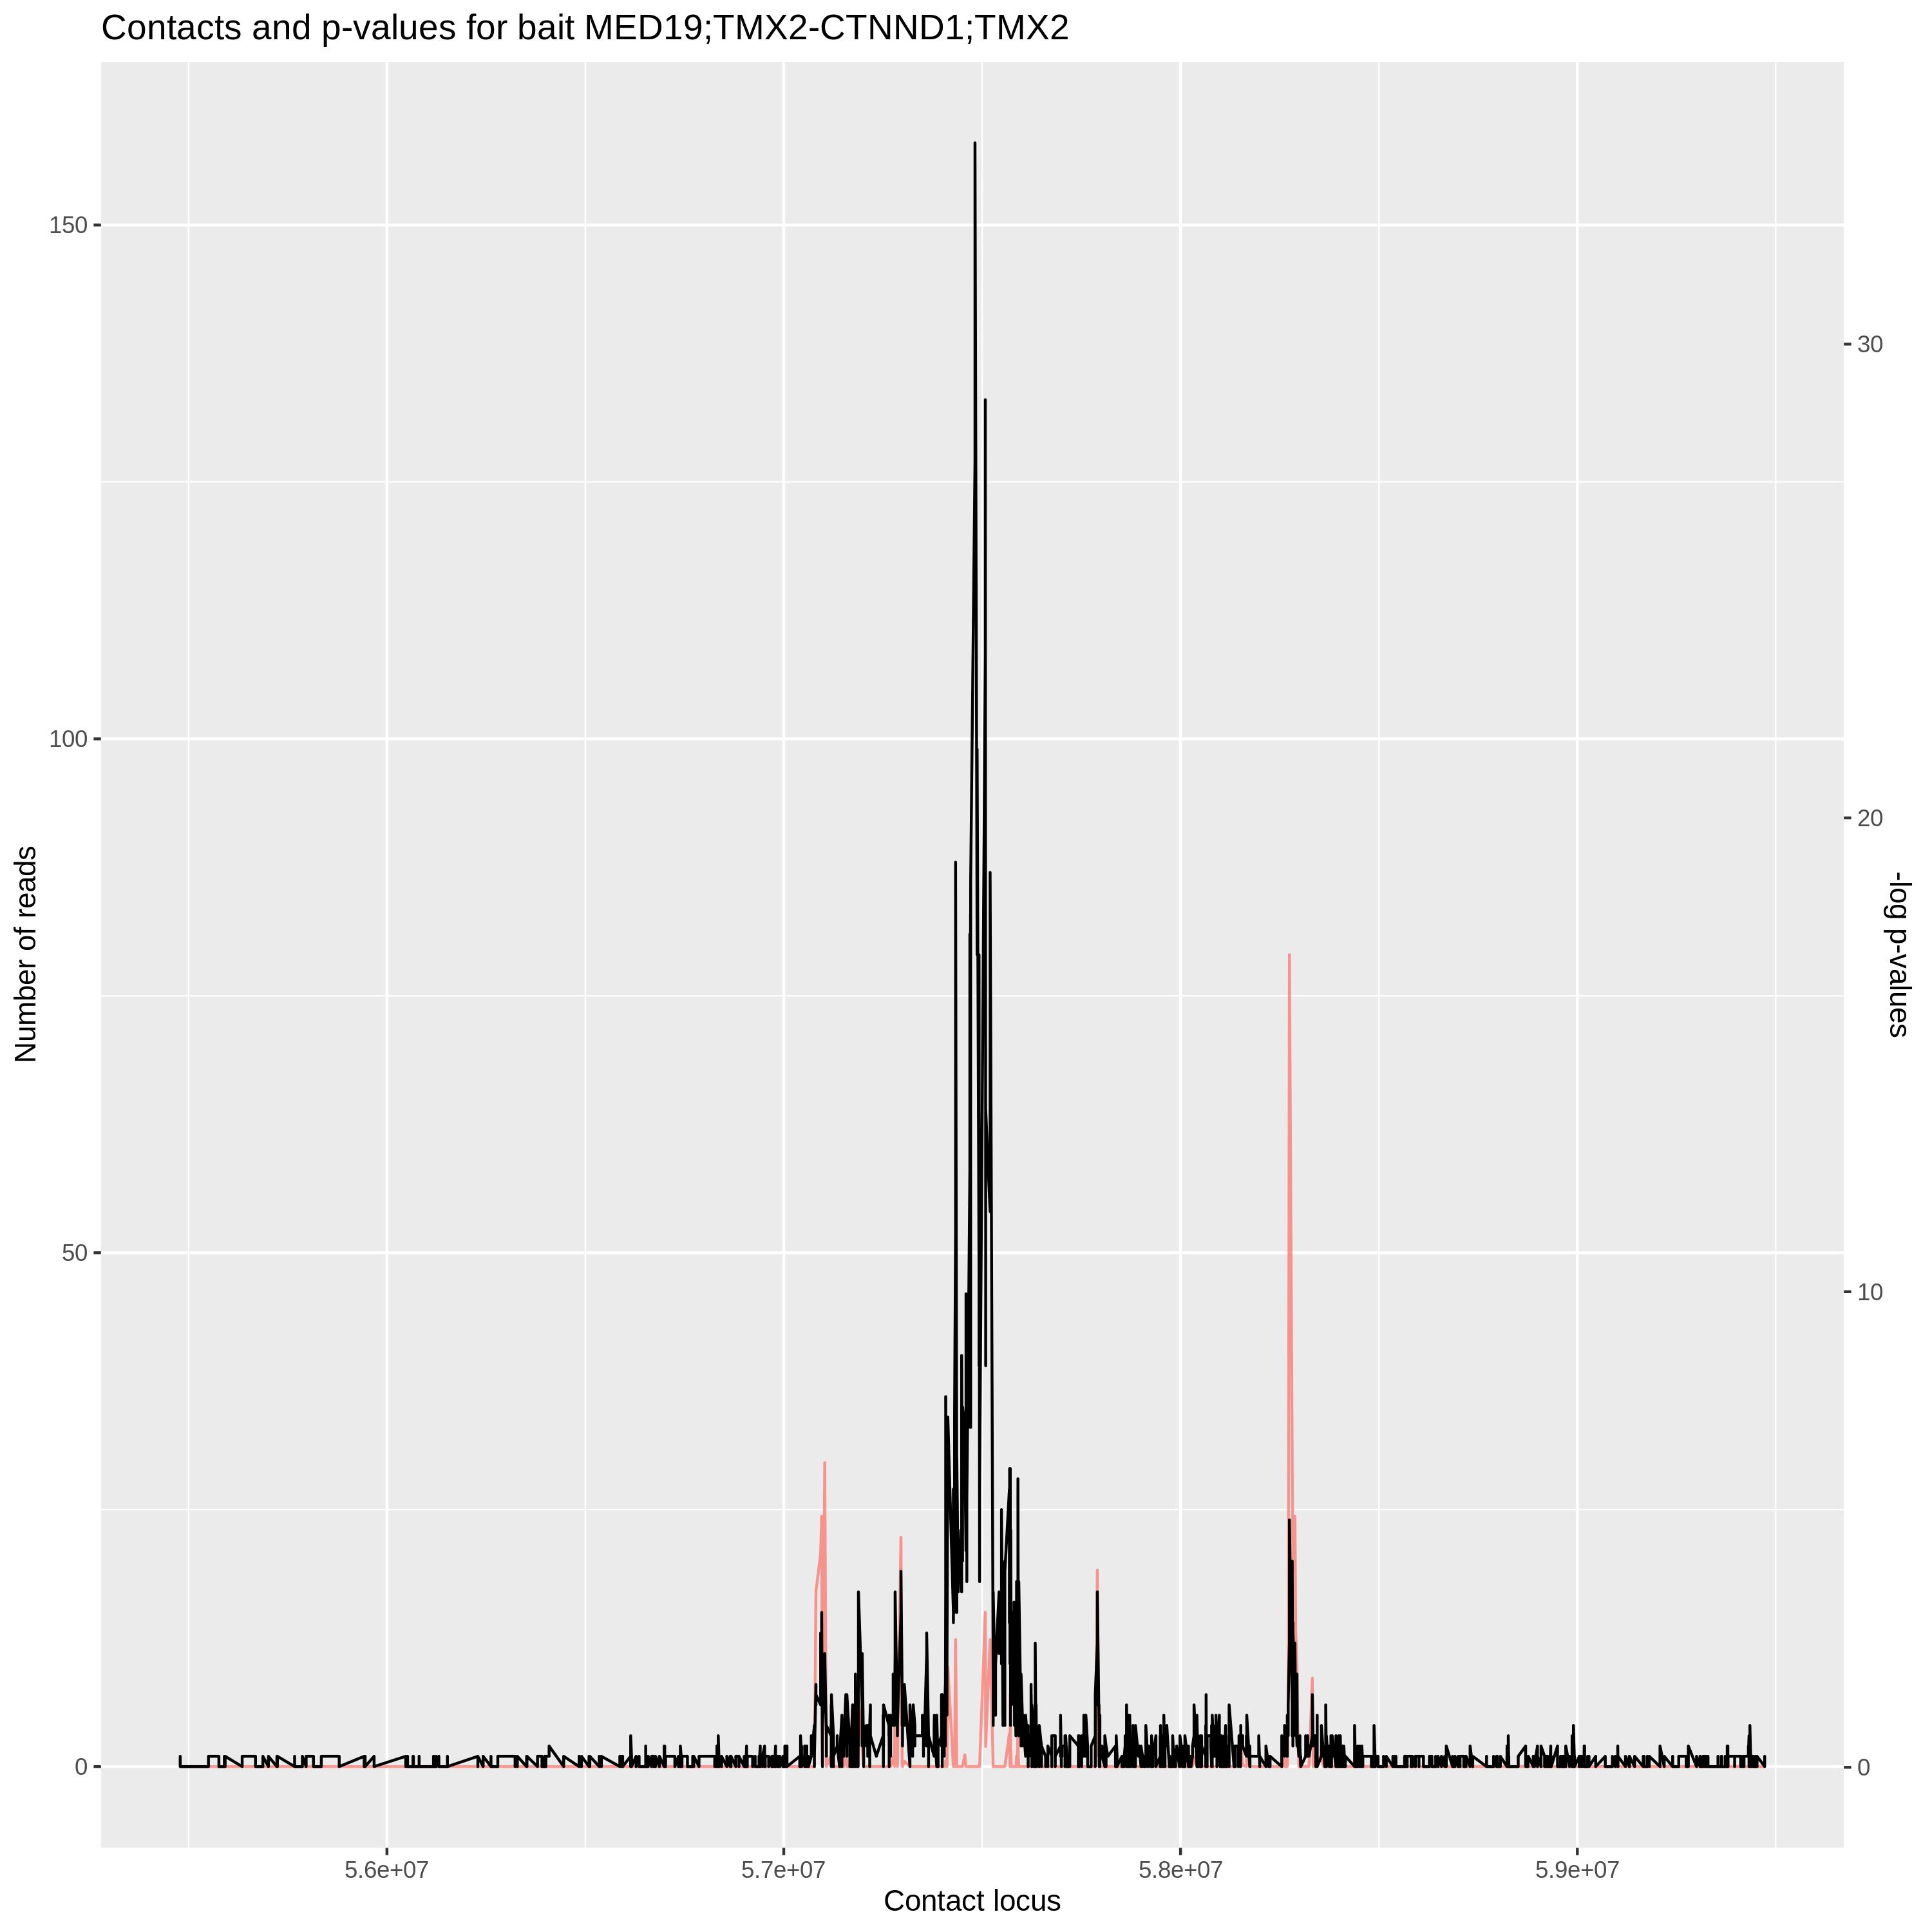 Contacts and p-values for bait MED19;TMX2-CTNND1;TMX2
150
100
50
0
Number of reads
30
20
10
0
-log p-values
5.6e+07
5.7e+07
5.8e+07
5.9e+07
Contact locus